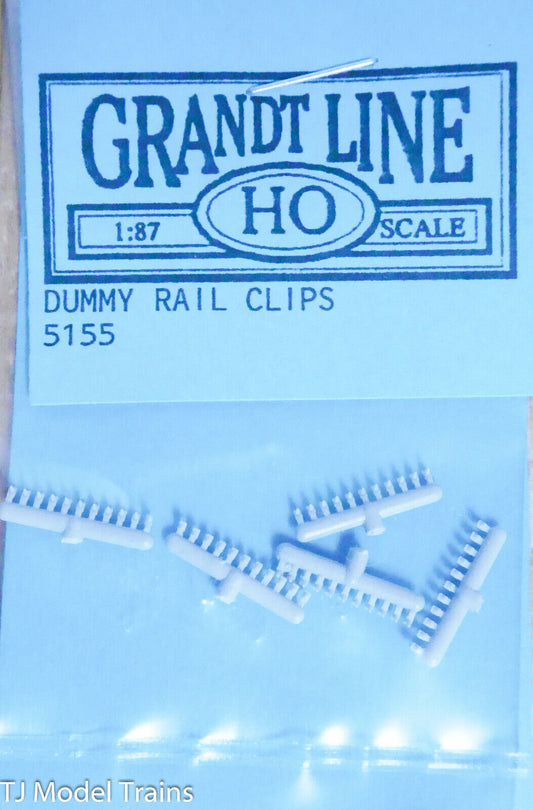 GRANDT LINE
1:87 HO SCALE
DUMMY RAIL CLIPS
5155
TJ Model Trains